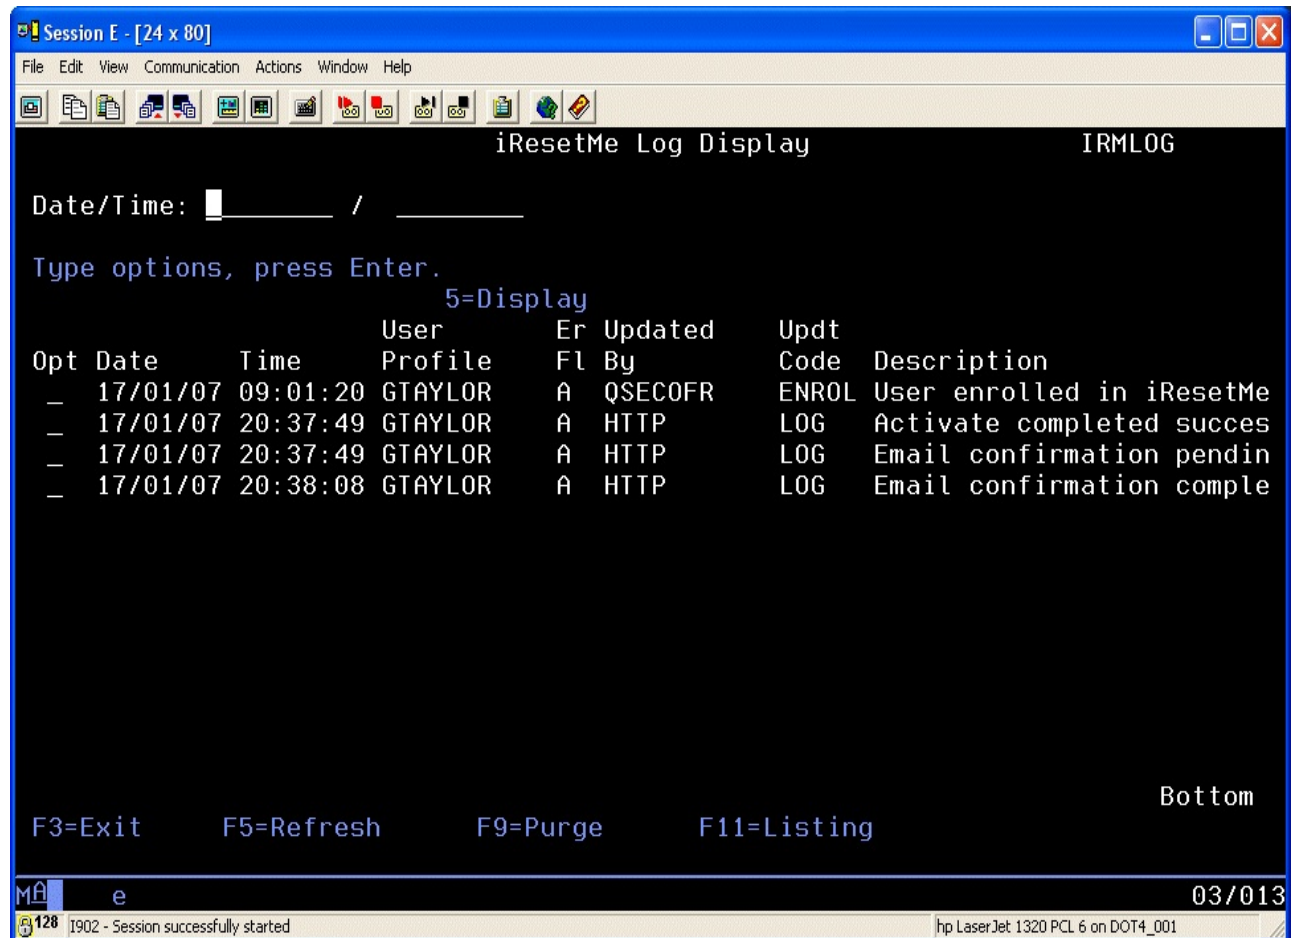 Session E - [24 x 80]
File Edit View Communication Actions Window Help
iResetMe Log Display IRMLOG
Date/Time: _________ / ________
Type options, press Enter.
5=Display
User Er Updated Updt
Opt Date Time Profile Fl By Code Description
_ 17/01/07 09:01:20 GTAYLOR A QSECOFR ENROL User enrolled in iResetMe
_ 17/01/07 20:37:49 GTAYLOR A HTTP LOG Activate completed succes
_ 17/01/07 20:37:49 GTAYLOR A HTTP LOG Email confirmation pendin
_ 17/01/07 20:38:08 GTAYLOR A HTTP LOG Email confirmation comple
Bottom
F3=Exit F5=Refresh F9=Purge F11=Listing
MA e 03/013
128 I902 - Session successfully started hp LaserJet 1320 PCL 6 on DOT4_001